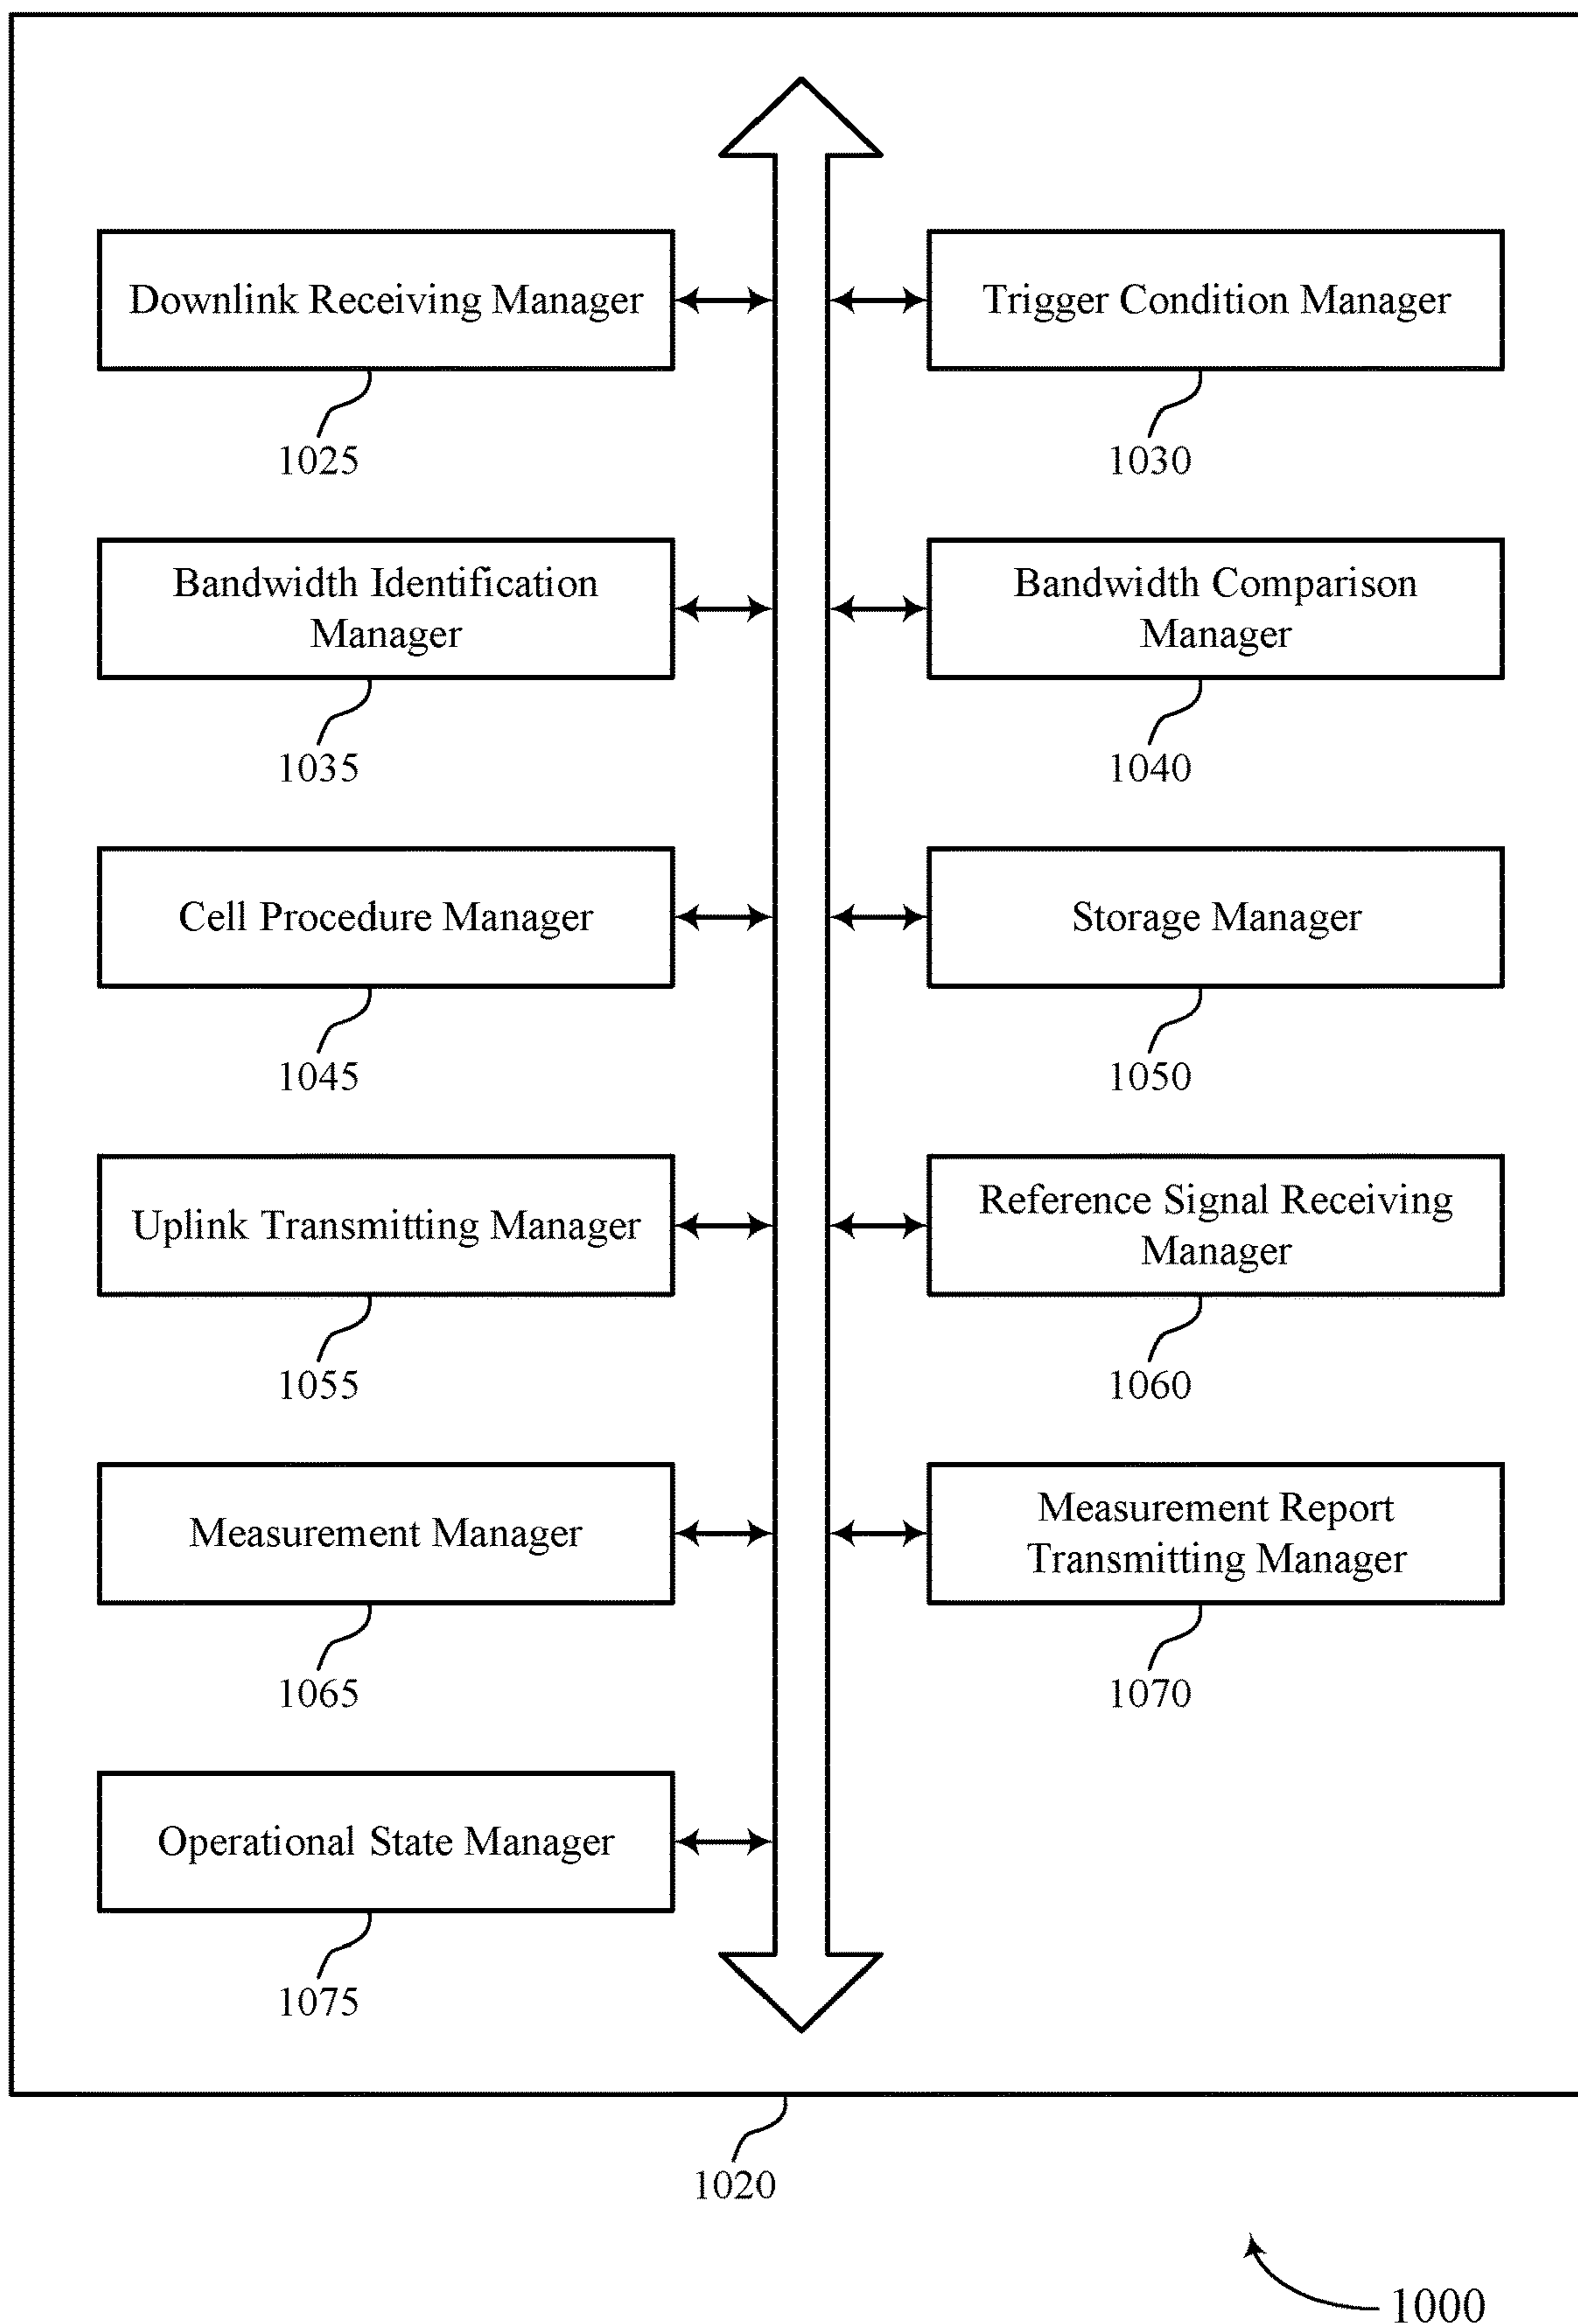 Downlink Receiving Manager
1025
Trigger Condition Manager
1030
Bandwidth Identification
Manager
1035
Bandwidth Comparison
Manager
1040
Cell Procedure Manager
1045
Storage Manager
1050
Uplink Transmitting Manager
1055
Reference Signal Receiving
Manager
1060
Measurement Manager
1065
Measurement Report
Transmitting Manager
1070
Operational State Manager
1075
1020
1000